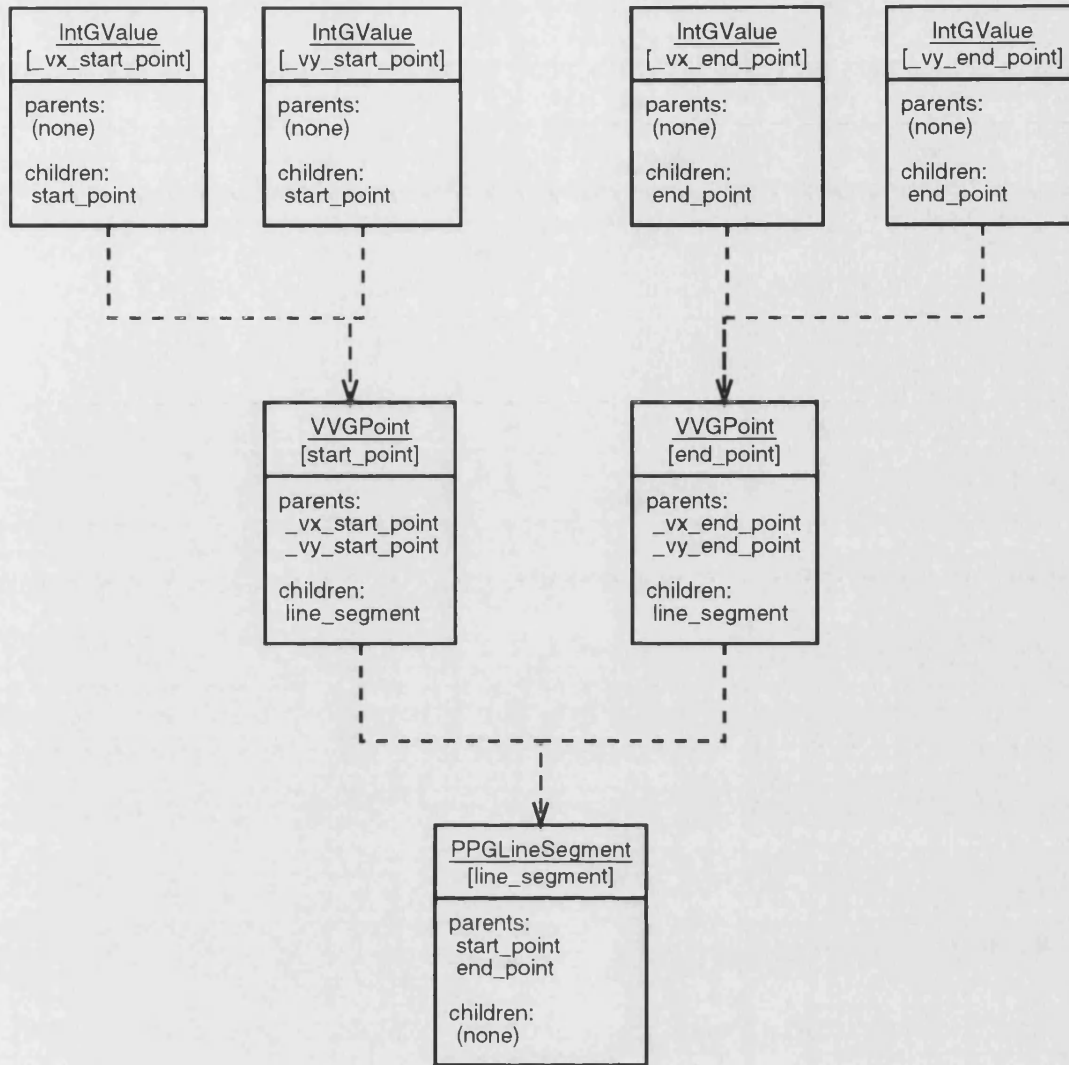 IntGValue
[_vx_start_point]
parents:
(none)
children:
start_point
IntGValue
[_vy_start_point]
parents:
(none)
children:
start_point
IntGValue
[_vx_end_point]
parents:
(none)
children:
end_point
IntGValue
[_vy_end_point]
parents:
(none)
children:
end_point
VVGPoint
[start_point]
parents:
_vx_start_point
_vy_start_point
children:
line_segment
VVGPoint
[end_point]
parents:
_vx_end_point
_vy_end_point
children:
line_segment
PPGLineSegment
[line_segment]
parents:
start_point
end_point
children:
(none)